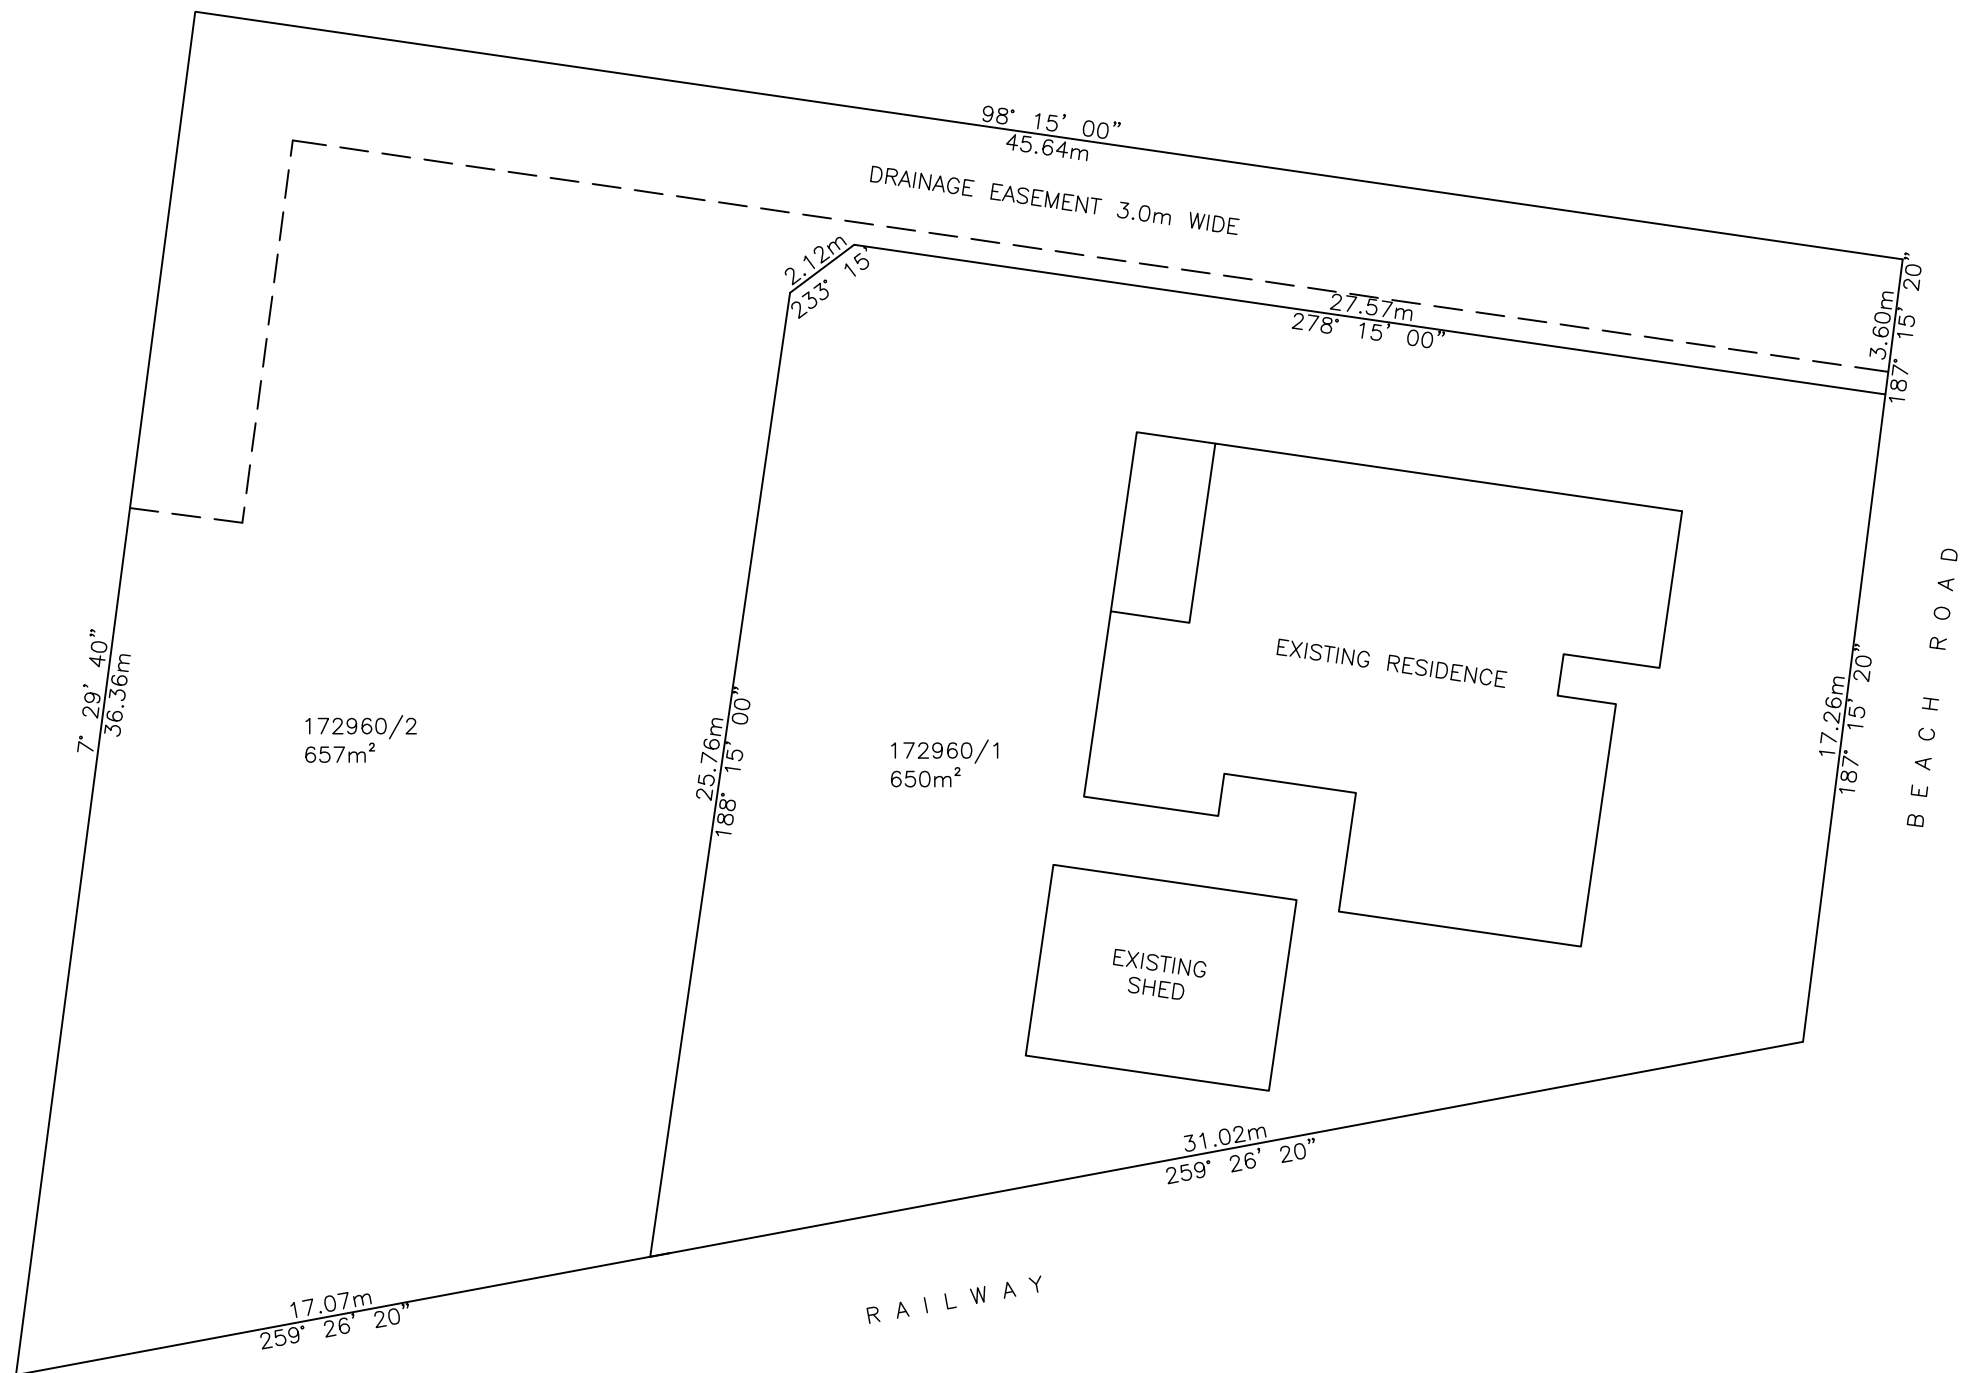 98° 15' 00"
45.64m
DRAINAGE EASEMENT 3.0m WIDE
2.12m
233° 15'
27.57m
278° 15' 00"
3.60m
187° 15' 20"
BEACH ROAD
EXISTING RESIDENCE
17.26m
187° 15' 20"
7° 29' 40"
36.36m
172960/2
657m²
25.76m
188° 15' 00"
172960/1
650m²
EXISTING
SHED
31.02m
259° 26' 20"
17.07m
259° 26' 20"
RAILWAY